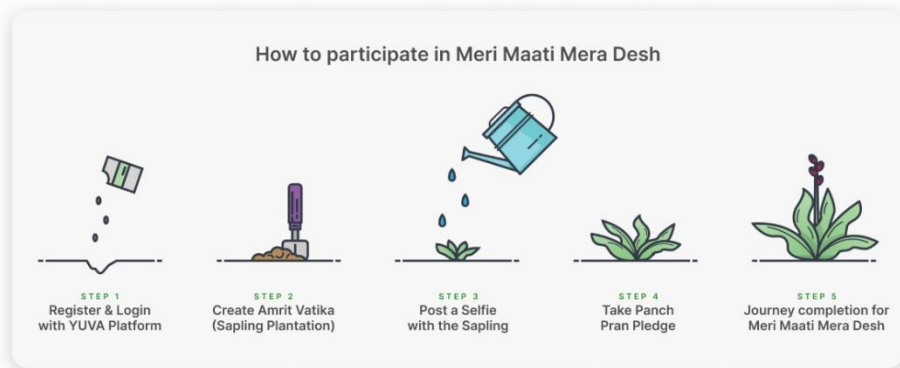 How to participate in Meri Maati Mera Desh
STEP 1
Register & Login
with YUVA Platform
STEP 2
Create Amrit Vatika
(Sapling Plantation)
STEP 3
Post a Selfie
with the Sapling
STEP 4
Take Panch
Pran Pledge
STEP 5
Journey completion for
Meri Maati Mera Desh